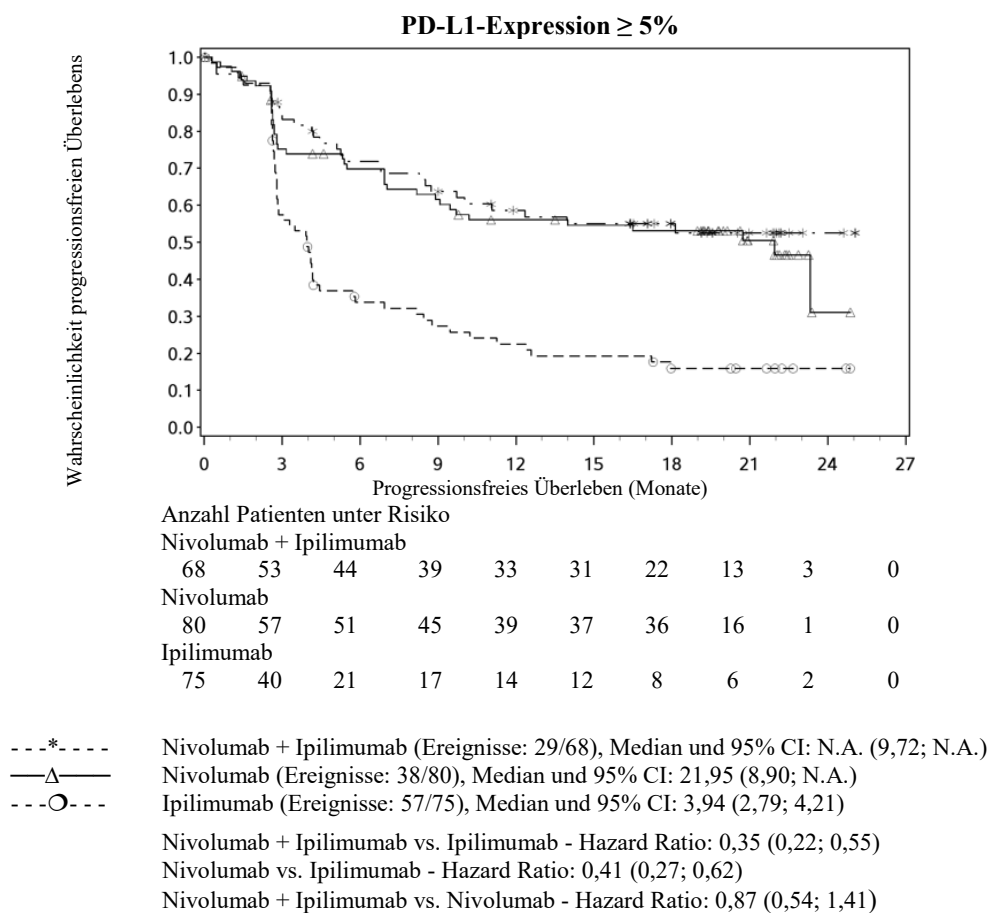 PD-L1-Expression ≥ 5%
Wahrscheinlichkeit progressionsfreien Überlebens
1.0
0.9
0.8
0.7
0.6
0.5
0.4
0.3
0.2
0.1
0.0
0 3 6 9 12 15 18 21 24 27
Progressionsfreies Überleben (Monate)
Anzahl Patienten unter Risiko
Nivolumab + Ipilimumab
68 53 44 39 33 31 22 13 3 0
Nivolumab
80 57 51 45 39 37 36 16 1 0
Ipilimumab
75 40 21 17 14 12 8 6 2 0
- - -*- - - - Nivolumab + Ipilimumab (Ereignisse: 29/68), Median und 95% CI: N.A. (9,72; N.A.)
──Δ─── Nivolumab (Ereignisse: 38/80), Median und 95% CI: 21,95 (8,90; N.A.)
- - -❍- - - Ipilimumab (Ereignisse: 57/75), Median und 95% CI: 3,94 (2,79; 4,21)
Nivolumab + Ipilimumab vs. Ipilimumab - Hazard Ratio: 0,35 (0,22; 0,55)
Nivolumab vs. Ipilimumab - Hazard Ratio: 0,41 (0,27; 0,62)
Nivolumab + Ipilimumab vs. Nivolumab - Hazard Ratio: 0,87 (0,54; 1,41)